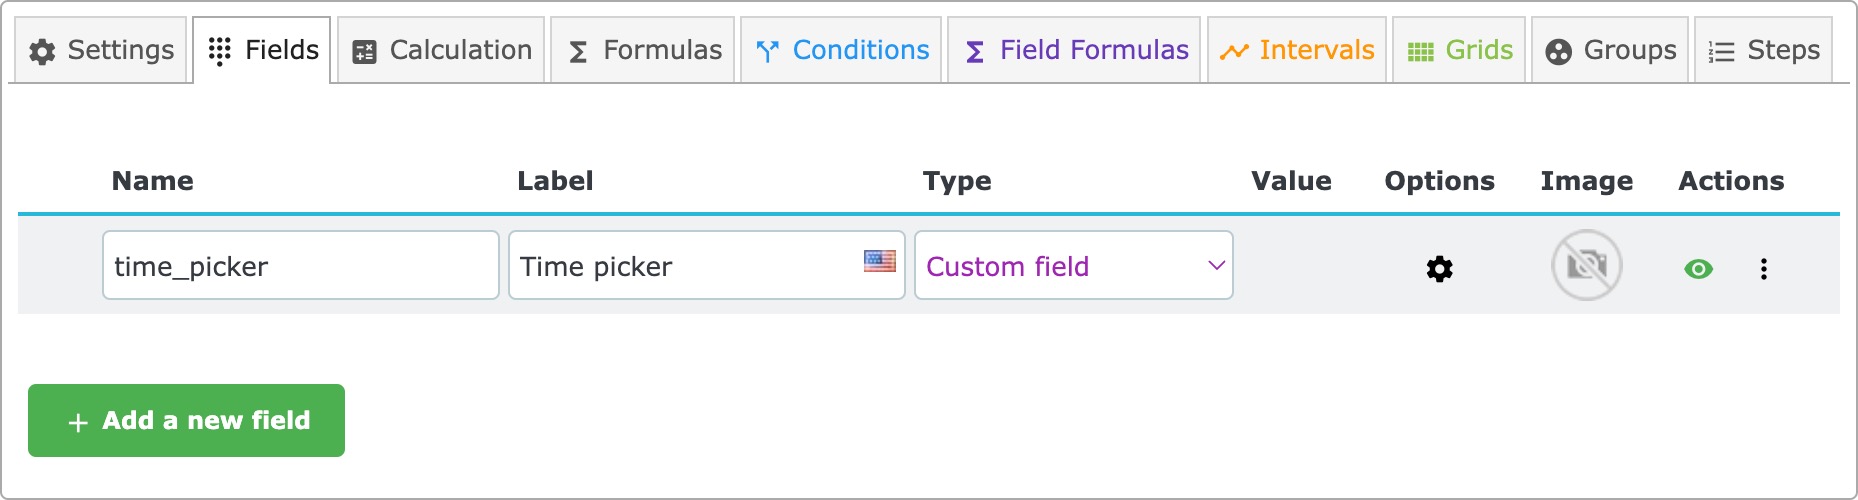 Settings Fields Calculation Formulas Conditions Field Formulas Intervals Grids Groups Steps
Name Label Type Value Options Image Actions
time_picker Time picker Custom field
+ Add a new field